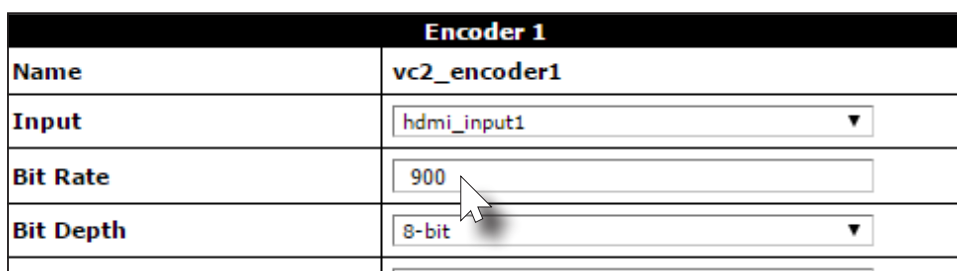 Encoder 1
Name vc2_encoder1
Input hdmi_input1
Bit Rate 900
Bit Depth 8-bit